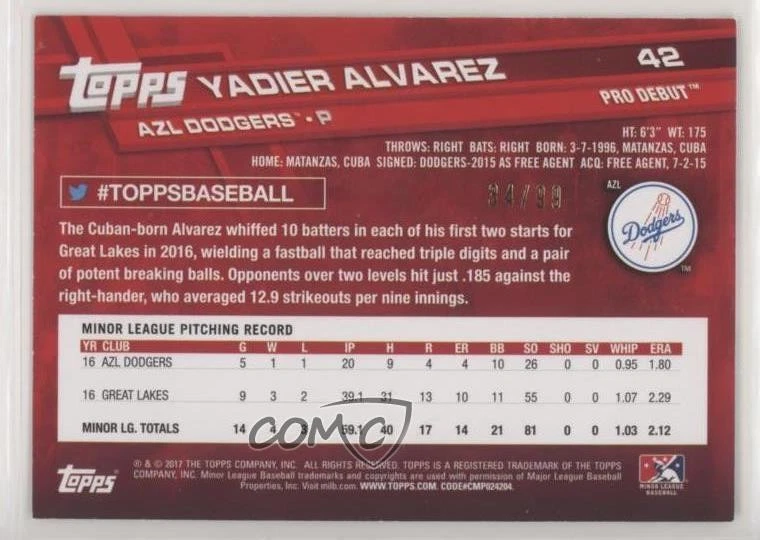 42
TOPPS YADIER ALVAREZ
PRO DEBUT™
AZL DODGERS™ • P
HT: 6'3" WT: 175
THROWS: RIGHT BATS: RIGHT BORN: 3-7-1996, MATANZAS, CUBA
HOME: MATANZAS, CUBA SIGNED: DODGERS-2015 AS FREE AGENT ACQ: FREE AGENT, 7-2-15
#TOPPSBASEBALL
34/99
AZL
Dodgers
TM
The Cuban-born Alvarez whiffed 10 batters in each of his first two starts for
Great Lakes in 2016, wielding a fastball that reached triple digits and a pair
of potent breaking balls. Opponents over two levels hit just .185 against the
right-hander, who averaged 12.9 strikeouts per nine innings.
MINOR LEAGUE PITCHING RECORD
YR CLUB G W L IP H R ER BB SO SHO SV WHIP ERA
16 AZL DODGERS 5 1 1 20 9 4 4 10 26 0 0 0.95 1.80
16 GREAT LAKES 9 3 2 39.1 31 13 10 11 55 0 0 1.07 2.29
MINOR LG. TOTALS 14 4 3 59.1 40 17 14 21 81 0 0 1.03 2.12
COMC
TOPPS
® & © 2017 THE TOPPS COMPANY, INC. ALL RIGHTS RESERVED. TOPPS IS A REGISTERED TRADEMARK OF THE TOPPS
COMPANY, INC. Minor League Baseball trademarks and copyrights are used with permission of Major League Baseball
Properties, Inc. Visit milb.com. WWW.TOPPS.COM. CODE#CMP024204.
MINOR LEAGUE
BASEBALL